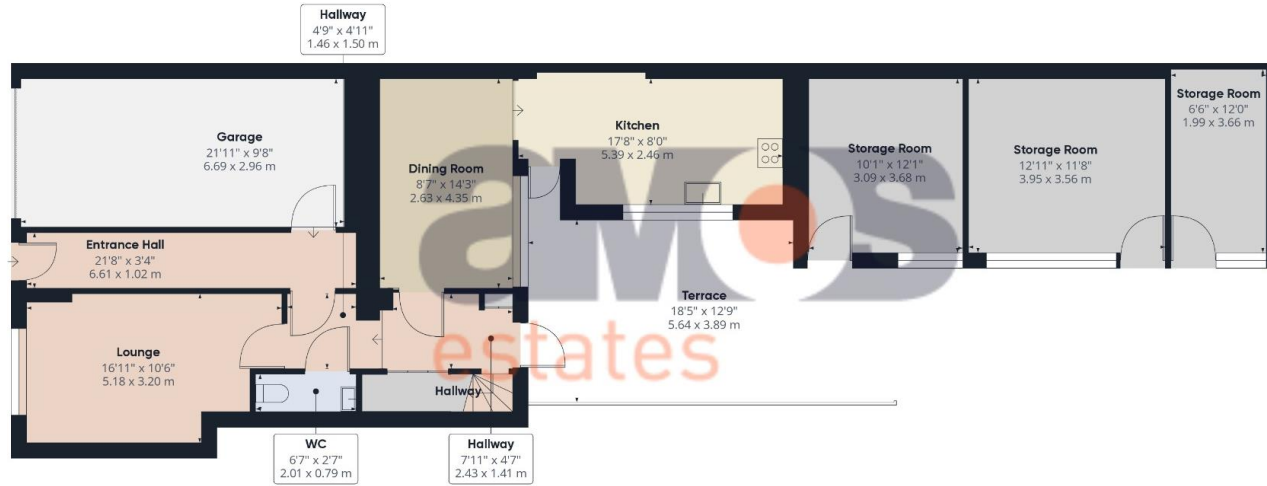 Hallway
4'9" x 4'11"
1.46 x 1.50 m
Garage
21'11" x 9'8"
6.69 x 2.96 m
Dining Room
8'7" x 14'3"
2.63 x 4.35 m
Kitchen
17'8" x 8'0"
5.39 x 2.46 m
Storage Room
10'1" x 12'1"
3.09 x 3.68 m
Storage Room
12'11" x 11'8"
3.95 x 3.56 m
Storage Room
6'6" x 12'0"
1.99 x 3.66 m
Entrance Hall
21'8" x 3'4"
6.61 x 1.02 m
Lounge
16'11" x 10'6"
5.18 x 3.20 m
Terrace
18'5" x 12'9"
5.64 x 3.89 m
amos
estates
Hallway
WC
6'7" x 2'7"
2.01 x 0.79 m
Hallway
7'11" x 4'7"
2.43 x 1.41 m